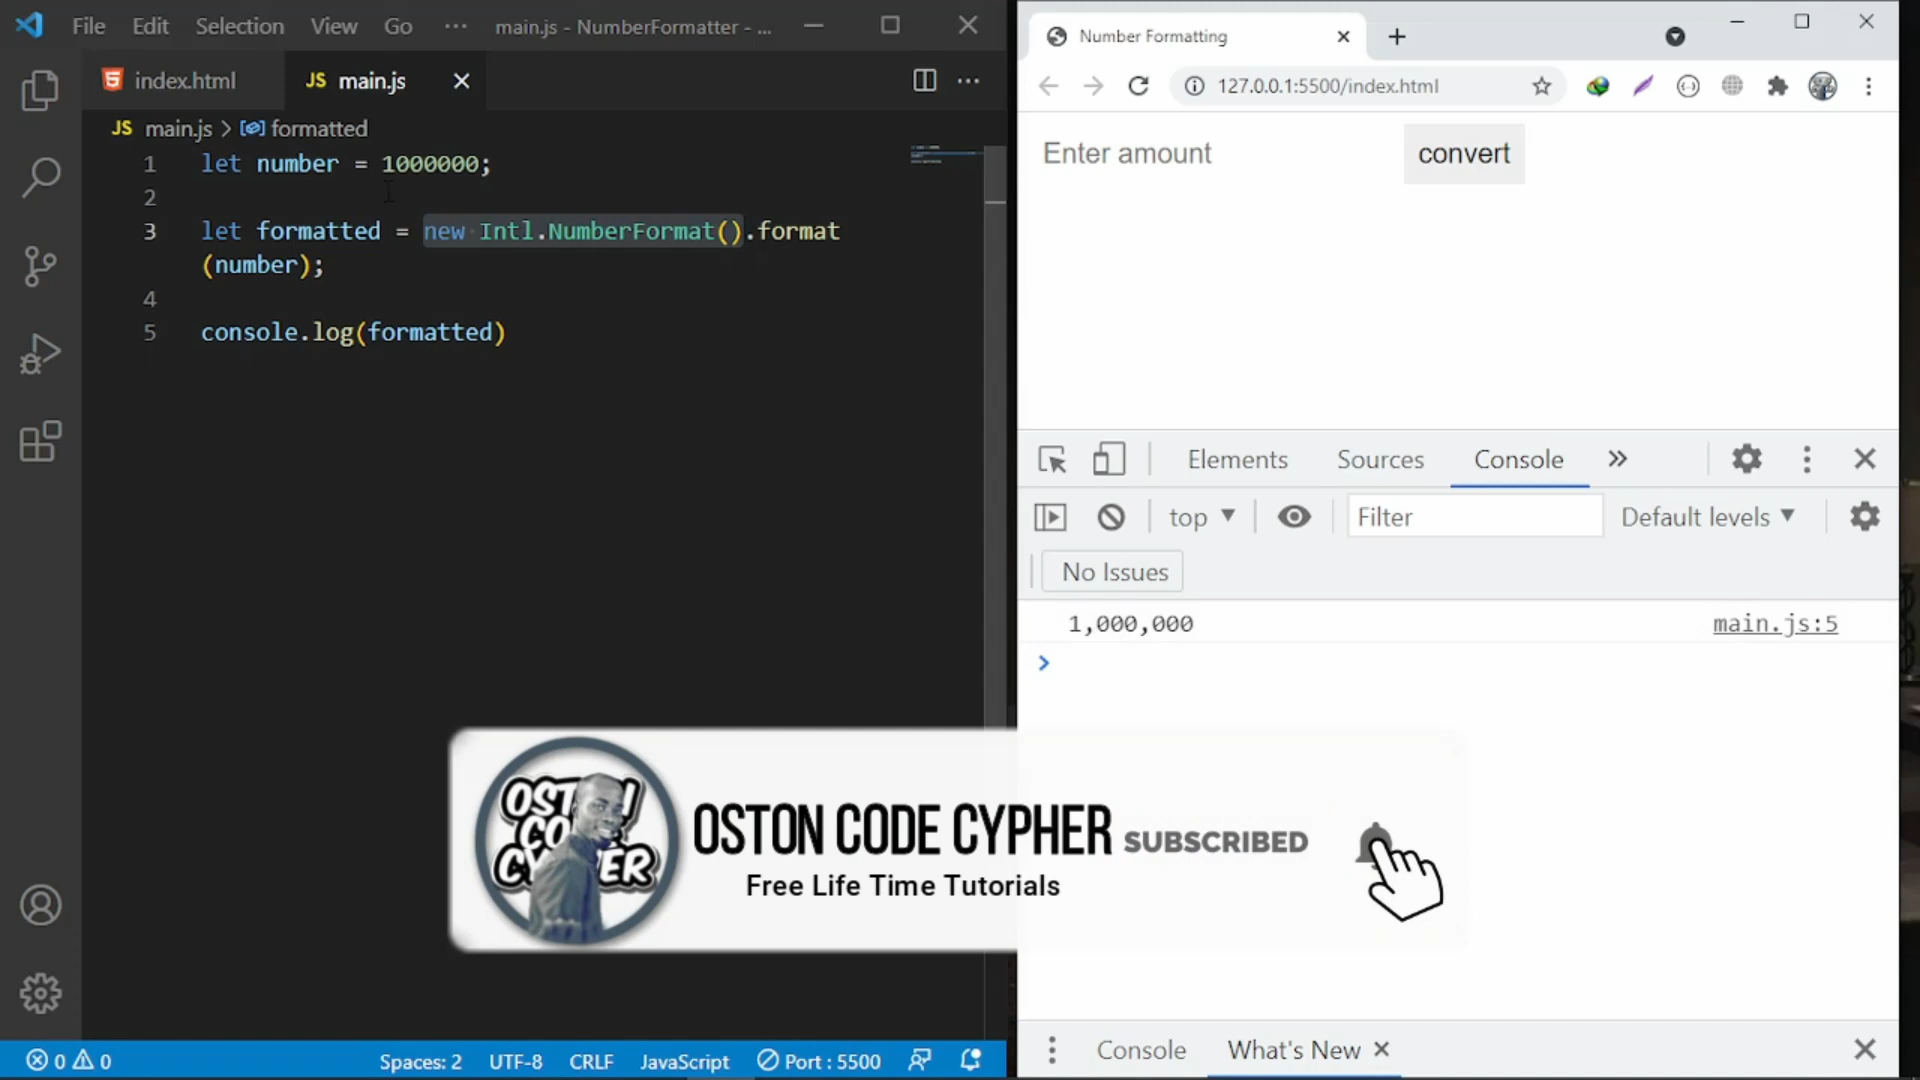 File Edit Selection View Go ··· main.js - NumberFormatter - ...
index.html
JS main.js
JS main.js > formatted
1 let number = 1000000;
2
3 let formatted = new Intl.NumberFormat().format
(number);
4
5 console.log(formatted)
0 0 Spaces: 2 UTF-8 CRLF JavaScript Port : 5500
Number Formatting
127.0.0.1:5500/index.html
Enter amount convert
Elements Sources Console »
top Filter Default levels
No Issues
1,000,000 main.js:5
>
OSTON CODE CYPHER
OSTON CODE CYPHER SUBSCRIBED
Free Life Time Tutorials
Console What's New